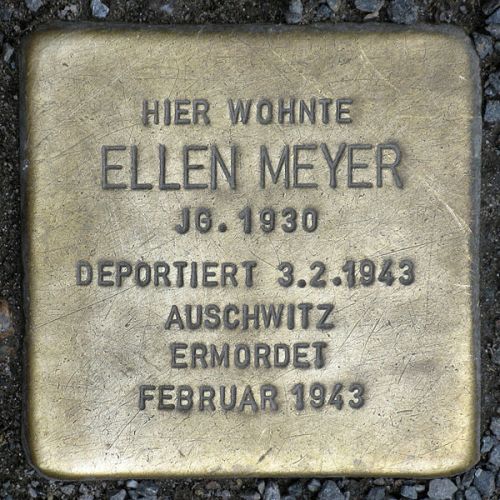 HIER WOHNTE
ELLEN MEYER
JG. 1930
DEPORTIERT 3.2.1943
AUSCHWITZ
ERMORDET
FEBRUAR 1943